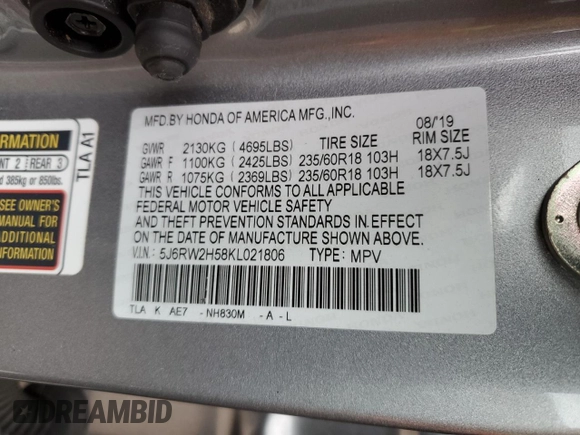 MFD.BY HONDA OF AMERICA MFG.,INC.
08/'19
GVWR 2130KG (4695LBS) TIRE SIZE RIM SIZE
GAWR F 1100KG (2425LBS) 235/60R18 103H 18X7.5J
GAWR R 1075KG (2369LBS) 235/60R18 103H 18X7.5J
THIS VEHICLE CONFORMS TO ALL APPLICABLE
FEDERAL MOTOR VEHICLE SAFETY
AND THEFT PREVENTION STANDARDS IN EFFECT
ON THE DATE OF MANUFACTURE SHOWN ABOVE.
V.I.N.: 5J6RW2H58KL021806 TYPE: MPV
TLA K AE7 -NH830M -A -L
TLA A1
2 REAR 3
385kg or 850lbs.
SEE OWNER'S
MANUAL FOR
ADDITIONAL
INFORMATION
DREAMBID